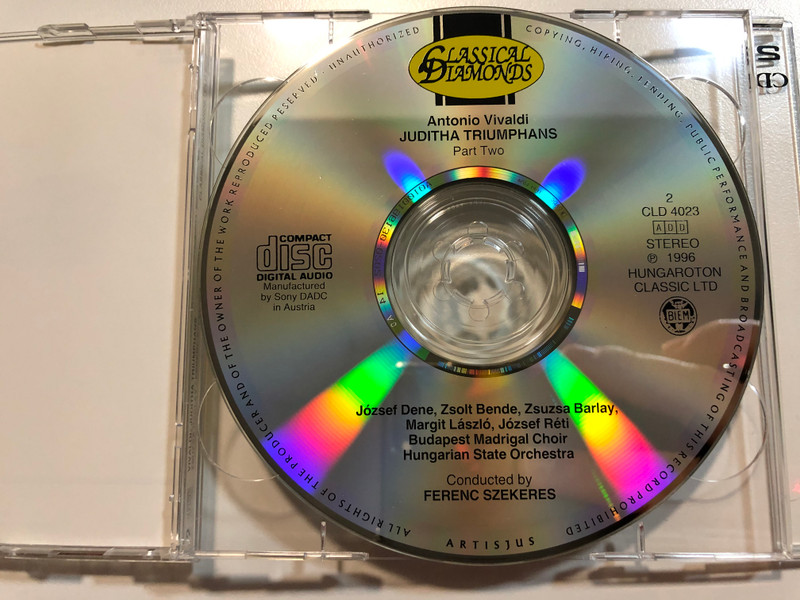 CLASSICAL
DIAMONDS
Antonio Vivaldi
JUDITHA TRIUMPHANS
Part Two
COMPACT
disc
DIGITAL AUDIO
Manufactured
by Sony DADC
in Austria
2
CLD 4023
ADD
STEREO
℗ 1996
HUNGAROTON
CLASSIC LTD
BIEM
József Dene, Zsolt Bende, Zsuzsa Barlay,
Margit László, József Réti
Budapest Madrigal Choir
Hungarian State Orchestra
Conducted by
FERENC SZEKERES
ALL RIGHTS OF THE PRODUCER AND OF THE OWNER OF THE WORK REPRODUCED RESERVED · UNAUTHORIZED COPYING, HIRING, LENDING, PUBLIC PERFORMANCE AND BROADCASTING OF THIS RECORD PROHIBITED
ARTISJUS
CD